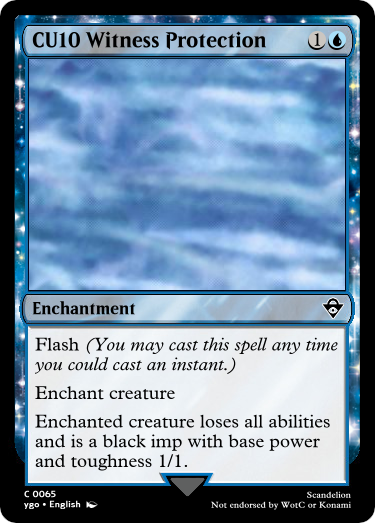 CU10 Witness Protection 1
Enchantment
Flash (You may cast this spell any time
you could cast an instant.)
Enchant creature
Enchanted creature loses all abilities
and is a black imp with base power
and toughness 1/1.
C 0065
ygo • English
Scandelion
Not endorsed by WotC or Konami